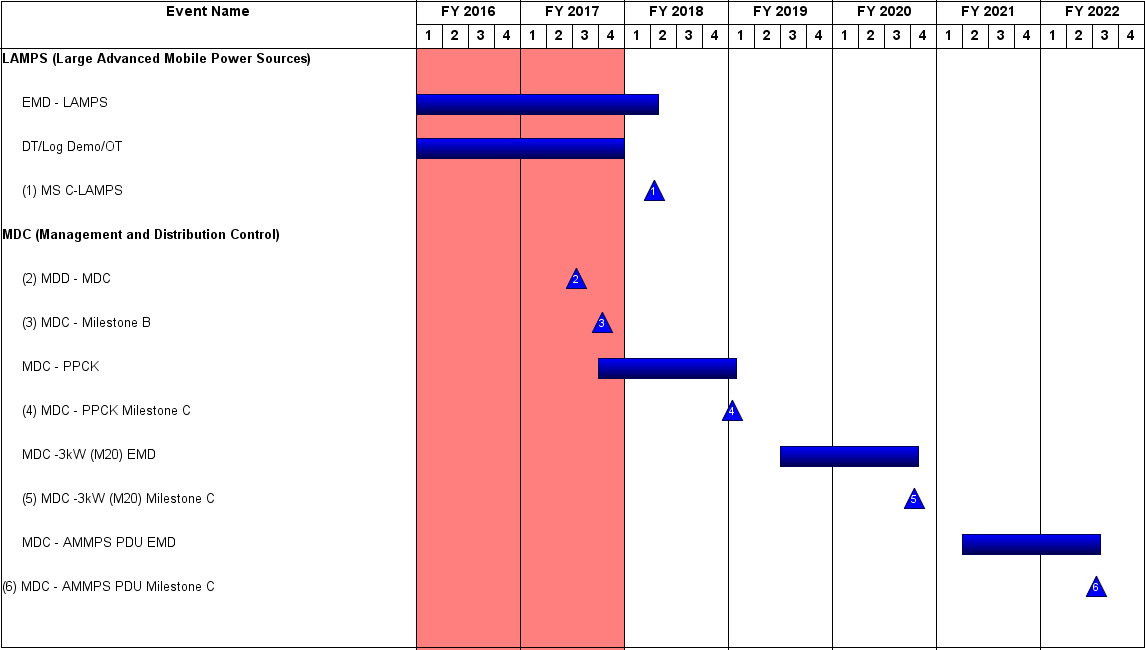 Event Name FY 2016 FY 2017 FY 2018 FY 2019 FY 2020 FY 2021 FY 2022
1 2 3 4 1 2 3 4 1 2 3 4 1 2 3 4 1 2 3 4 1 2 3 4 1 2 3 4
LAMPS (Large Advanced Mobile Power Sources)
EMD - LAMPS
DT/Log Demo/OT
(1) MS C-LAMPS 1
MDC (Management and Distribution Control)
(2) MDD - MDC 2
(3) MDC - Milestone B 3
MDC - PPCK
(4) MDC - PPCK Milestone C 4
MDC -3kW (M20) EMD
(5) MDC -3kW (M20) Milestone C 5
MDC - AMMPS PDU EMD
(6) MDC - AMMPS PDU Milestone C 6